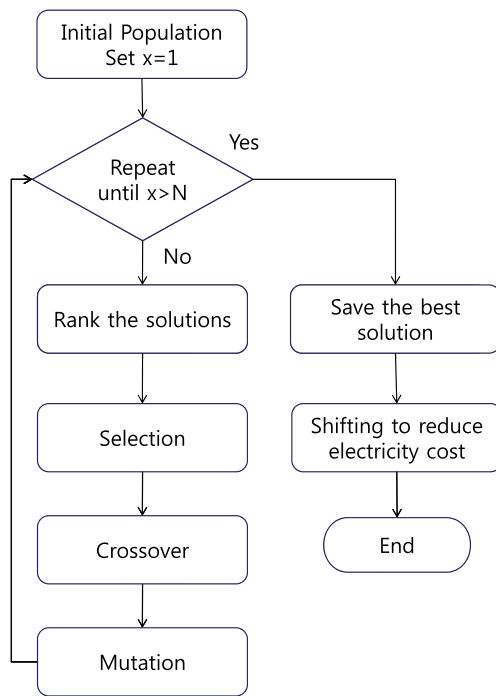 Initial Population
Set x=1
Yes
Repeat
until x>N
No
Rank the solutions
Save the best
solution
Selection
Shifting to reduce
electricity cost
Crossover
End
Mutation